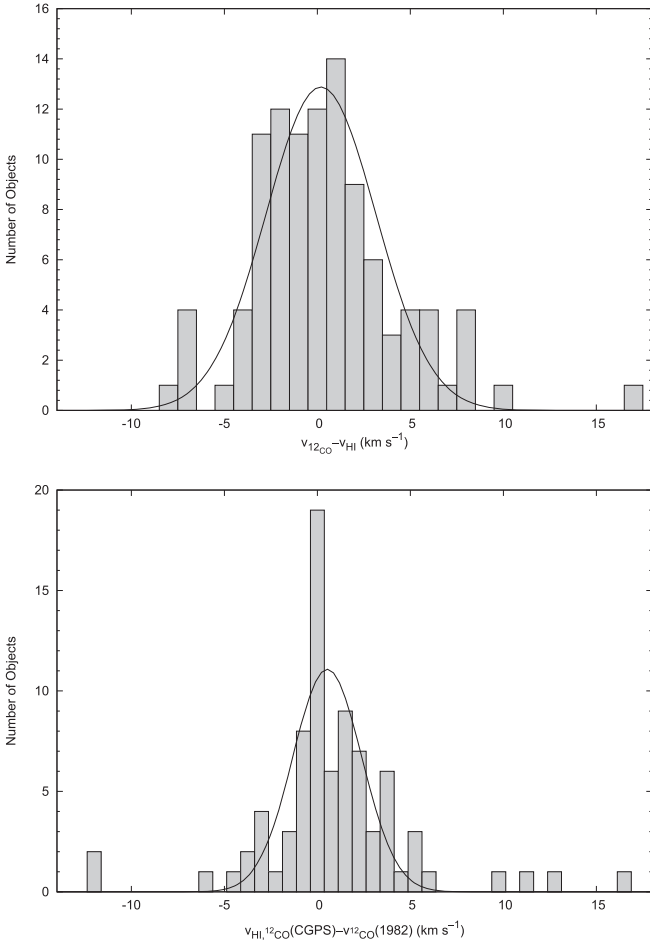 16
14
12
10
8
6
4
2
0
Number of Objects
-10 -5 0 5 10 15
v12CO–vHI (km s–1)
20
15
10
5
0
Number of Objects
-10 -5 0 5 10 15
vHI,12CO(CGPS)–v12CO(1982) (km s–1)